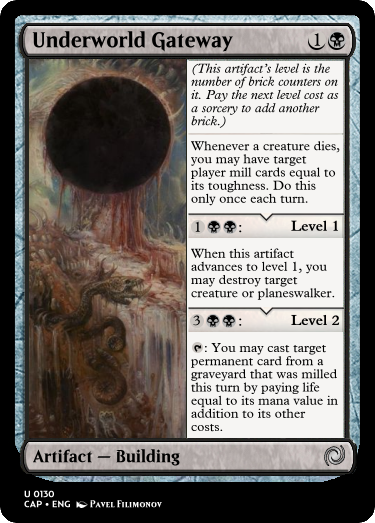 Underworld Gateway 1
(This artifact's level is the
number of brick counters on
it. Pay the next level cost as
a sorcery to add another
brick.)
Whenever a creature dies,
you may have target
player mill cards equal to
its toughness. Do this
only once each turn.
1 : Level 1
When this artifact
advances to level 1, you
may destroy target
creature or planeswalker.
3 : Level 2
: You may cast target
permanent card from a
graveyard that was milled
this turn by paying life
equal to its mana value in
addition to its other
costs.
Artifact — Building
U 0130
CAP • ENG Pavel Filimonov